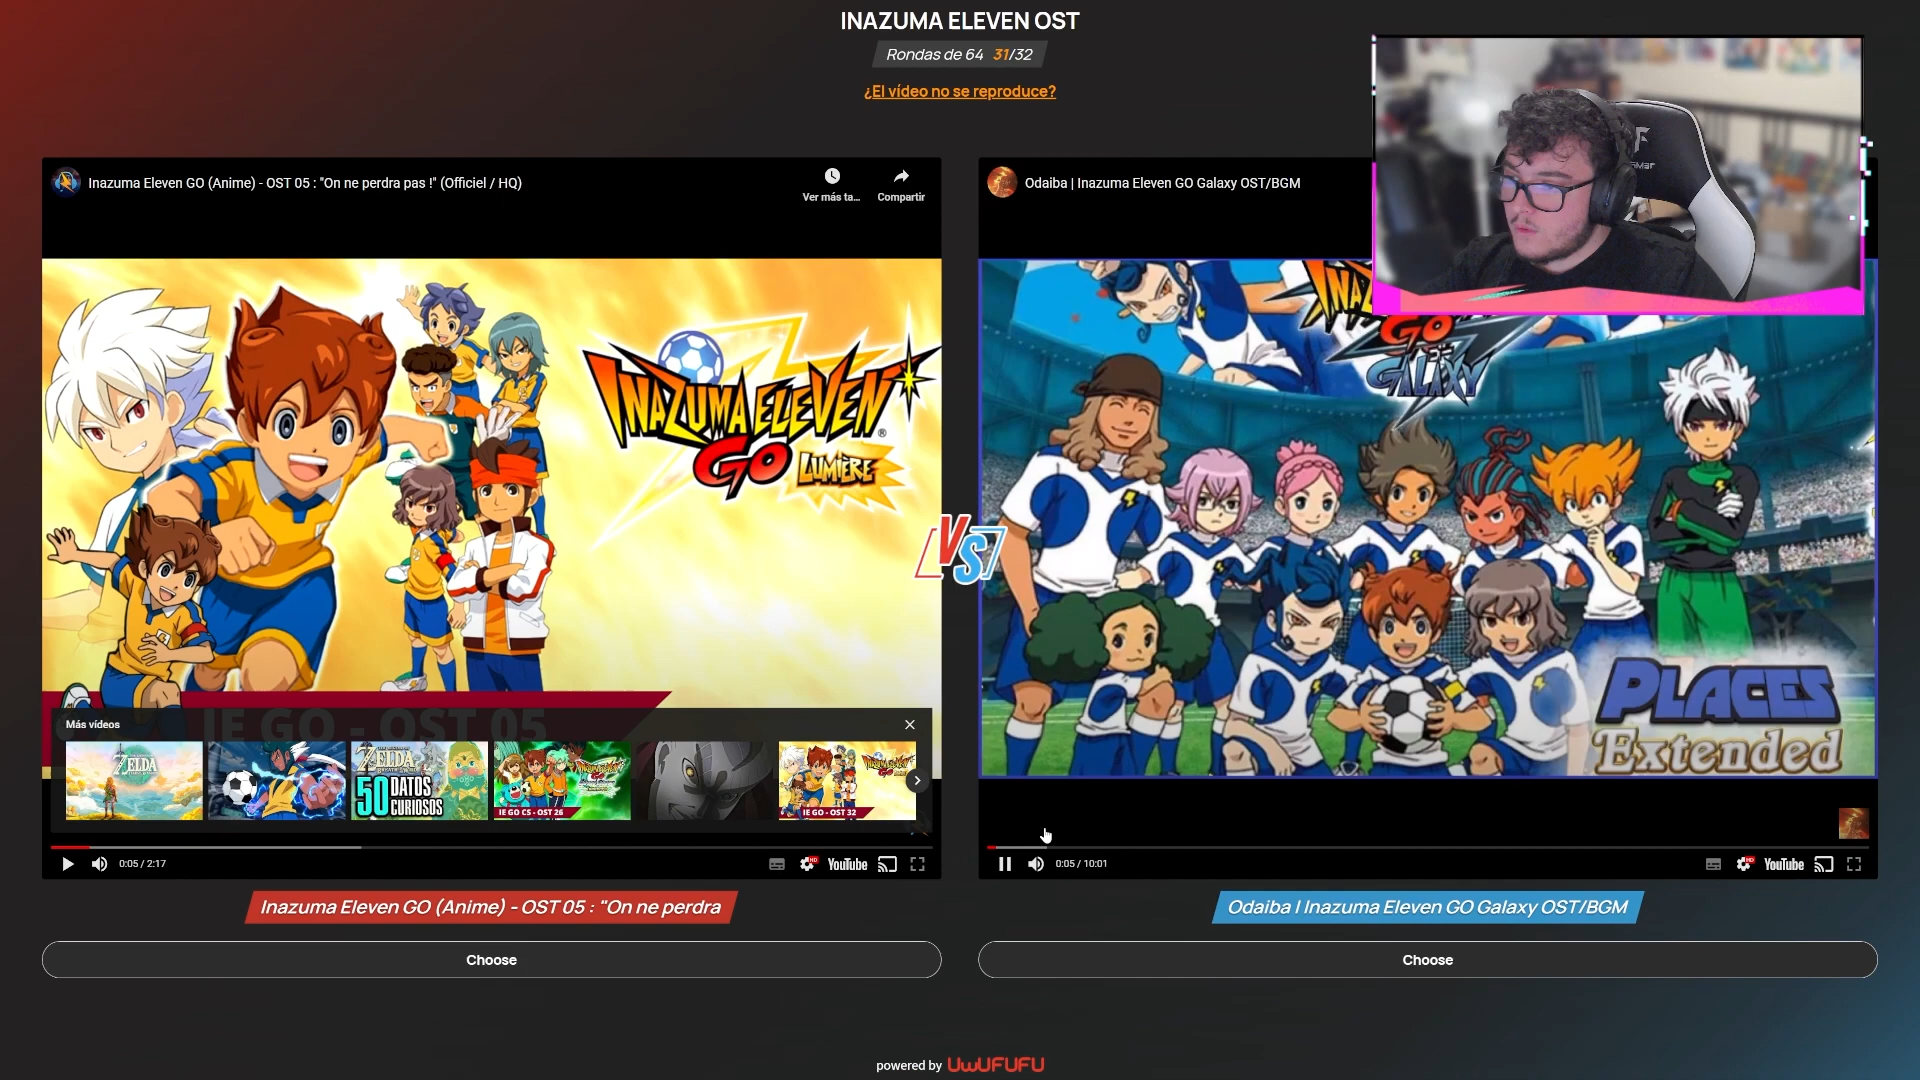 INAZUMA ELEVEN OST
Rondas de 64 31/32
¿El vídeo no se reproduce?
Inazuma Eleven GO (Anime) - OST 05 : "On ne perdra pas !" (Officiel / HQ)
Ver más ta...
Compartir
INAZUMA ELEVEN
GO LUMIÈRE
IE GO - OST 05
Más vídeos
ZELDA
ZELDA
50 DATOS CURIOSOS
IE GO CS - OST 26
IE GO - OST 32
0:05 / 2:17
YouTube
VS
Odaiba | Inazuma Eleven GO Galaxy OST/BGM
GO
GALAXY
PLACES
Extended
0:05 / 10:01
YouTube
Inazuma Eleven GO (Anime) - OST 05 : "On ne perdra
Odaiba | Inazuma Eleven GO Galaxy OST/BGM
Choose
Choose
powered by UwUFUFU